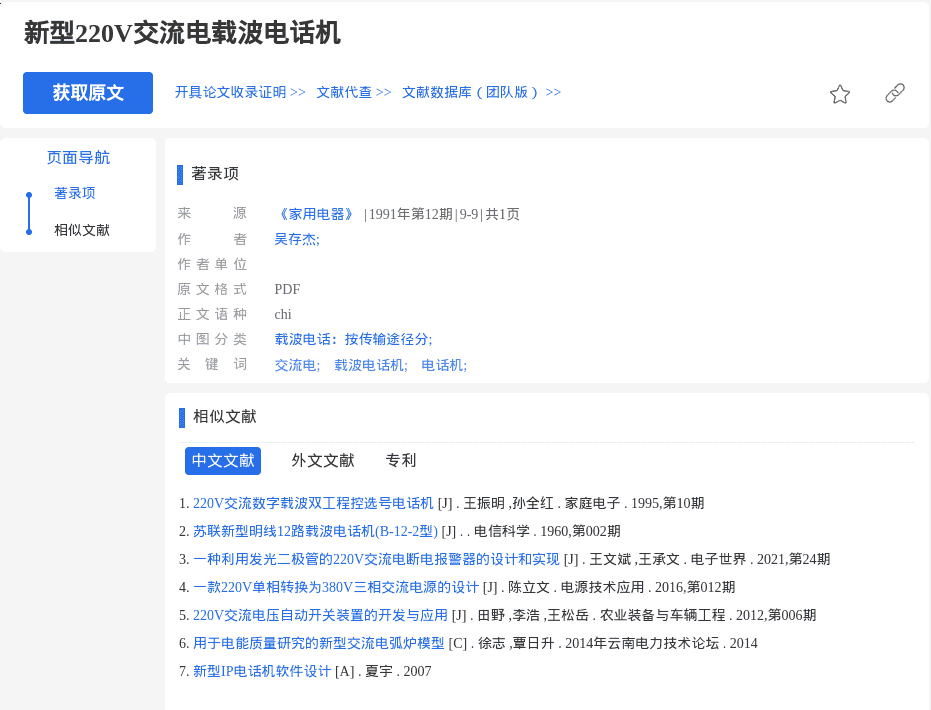 新型220V交流电载波电话机
获取原文 开具论文收录证明 >> 文献代查 >> 文献数据库（团队版） >>
页面导航
著录项
相似文献
著录项
来源 《家用电器》 |1991年第12期|9-9|共1页
作者 吴存杰;
作者单位
原文格式 PDF
正文语种 chi
中图分类 载波电话：按传输途径分;
关键词 交流电; 载波电话机; 电话机;
相似文献
中文文献 外文文献 专利
1. 220V交流数字载波双工程控选号电话机 [J] . 王振明 ,孙全红 . 家庭电子 . 1995,第10期
2. 苏联新型明线12路载波电话机(B-12-2型) [J] . . 电信科学 . 1960,第002期
3. 一种利用发光二极管的220V交流电断电报警器的设计和实现 [J] . 王文斌 ,王承文 . 电子世界 . 2021,第24期
4. 一款220V单相转换为380V三相交流电源的设计 [J] . 陈立文 . 电源技术应用 . 2016,第012期
5. 220V交流电压自动开关装置的开发与应用 [J] . 田野 ,李浩 ,王松岳 . 农业装备与车辆工程 . 2012,第006期
6. 用于电能质量研究的新型交流电弧炉模型 [C] . 徐志 ,覃日升 . 2014年云南电力技术论坛 . 2014
7. 新型IP电话机软件设计 [A] . 夏宇 . 2007